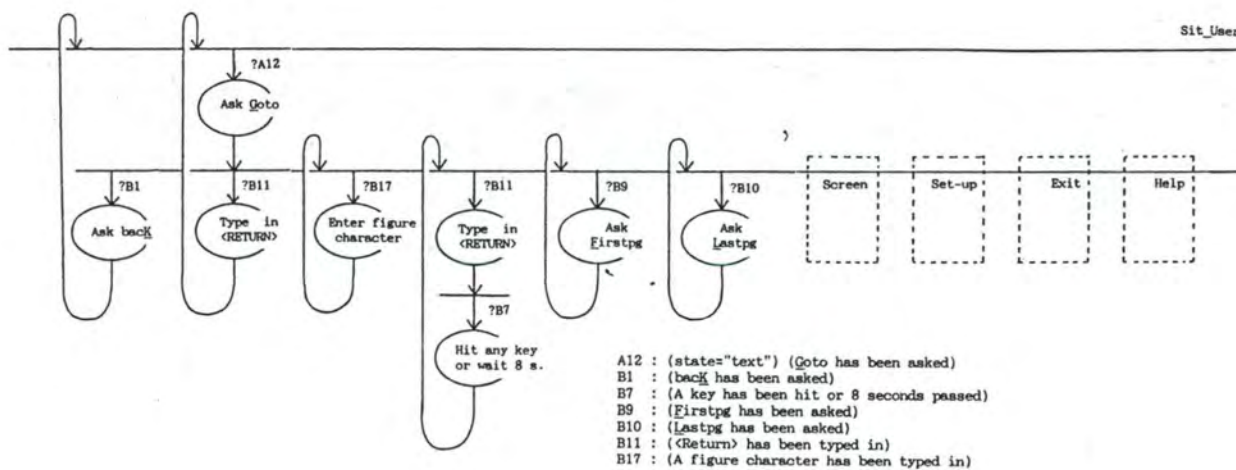 Sit_User
?A12
Ask Goto
?B1
?B11
?B17
?B11
?B9
?B10
Screen
Set-up
Exit
Help
Ask bacK
Type in
<RETURN>
Enter figure
character
Type in
<RETURN>
Ask
Firstpg
Ask
Lastpg
?B7
Hit any key
or wait 8 s.
A12 : (state="text") (Goto has been asked)
B1 : (bacK has been asked)
B7 : (A key has been hit or 8 seconds passed)
B9 : (Firstpg has been asked)
B10 : (Lastpg has been asked)
B11 : (<Return> has been typed in)
B17 : (A figure character has been typed in)